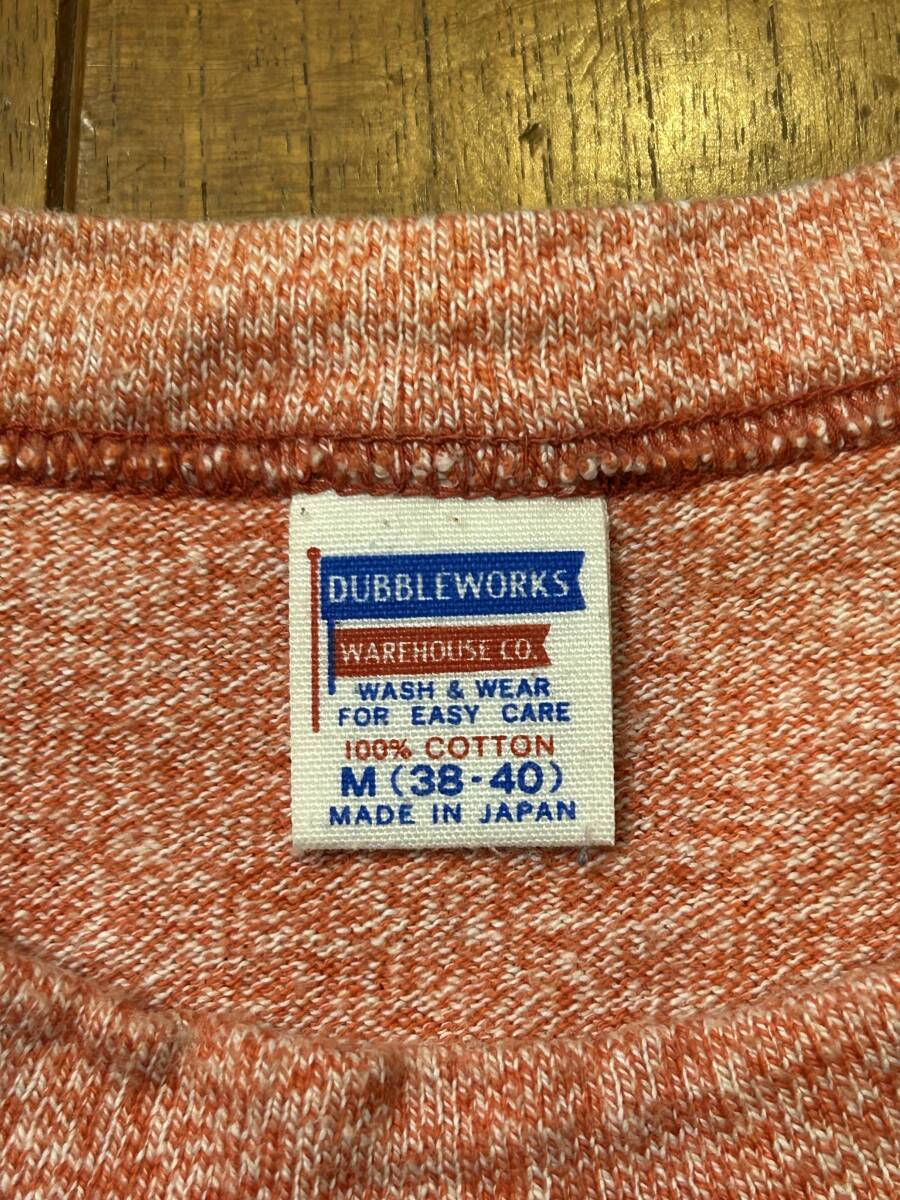 DUBBLEWORKS
WAREHOUSE CO.
WASH & WEAR
FOR EASY CARE
100% COTTON
M (38-40)
MADE IN JAPAN